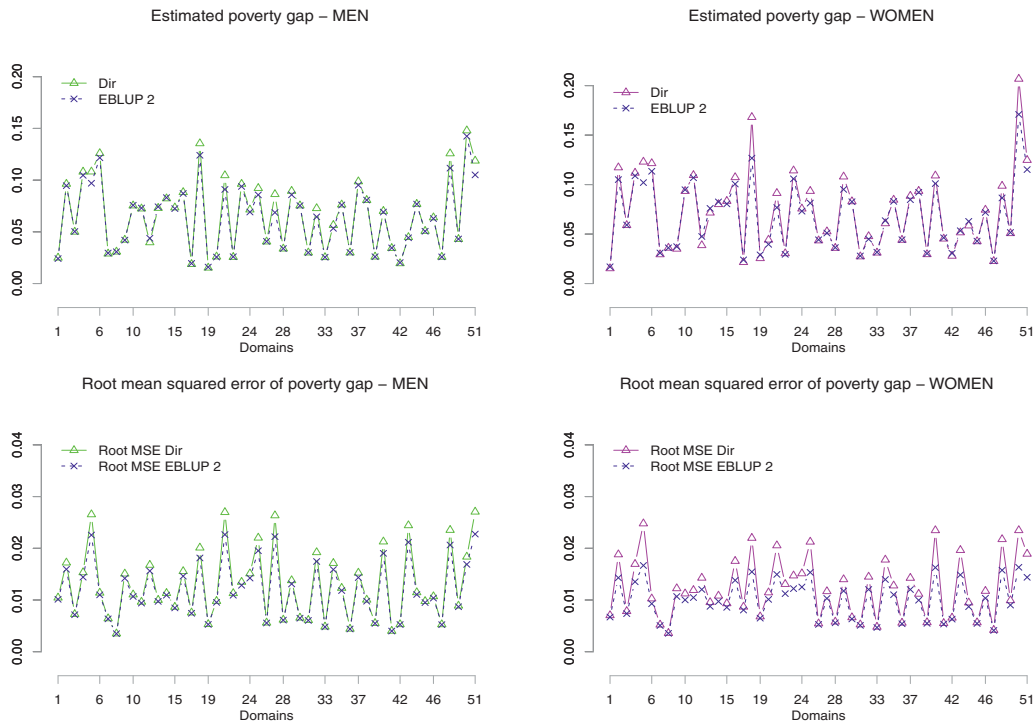 Estimated poverty gap – MEN
0.20
0.15
0.10
0.05
0.00
Dir
EBLUP 2
1 6 10 15 19 24 28 33 37 42 46 51
Domains
Estimated poverty gap – WOMEN
0.20
0.15
0.10
0.05
0.00
Dir
EBLUP 2
1 6 10 15 19 24 28 33 37 42 46 51
Domains
Root mean squared error of poverty gap – MEN
0.04
0.03
0.02
0.01
0.00
Root MSE Dir
Root MSE EBLUP 2
1 6 10 15 19 24 28 33 37 42 46 51
Domains
Root mean squared error of poverty gap – WOMEN
0.04
0.03
0.02
0.01
0.00
Root MSE Dir
Root MSE EBLUP 2
1 6 10 15 19 24 28 33 37 42 46 51
Domains